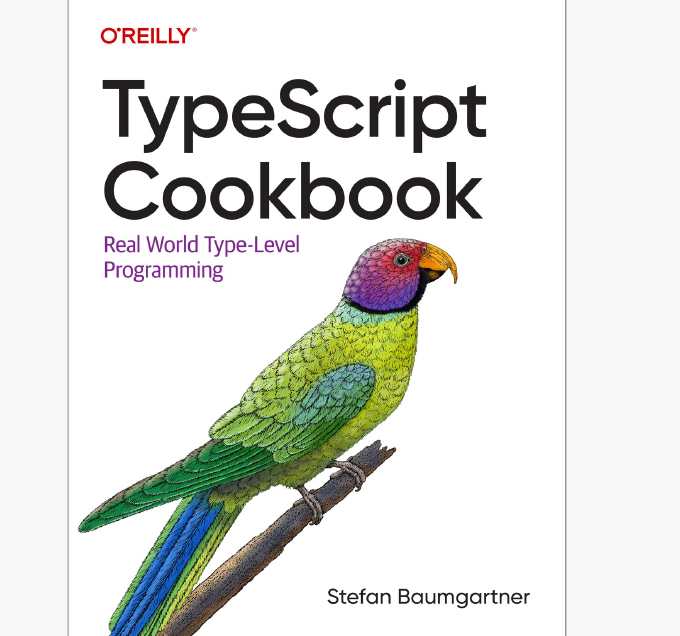 O'REILLY®
TypeScript
Cookbook
Real World Type-Level
Programming
Stefan Baumgartner